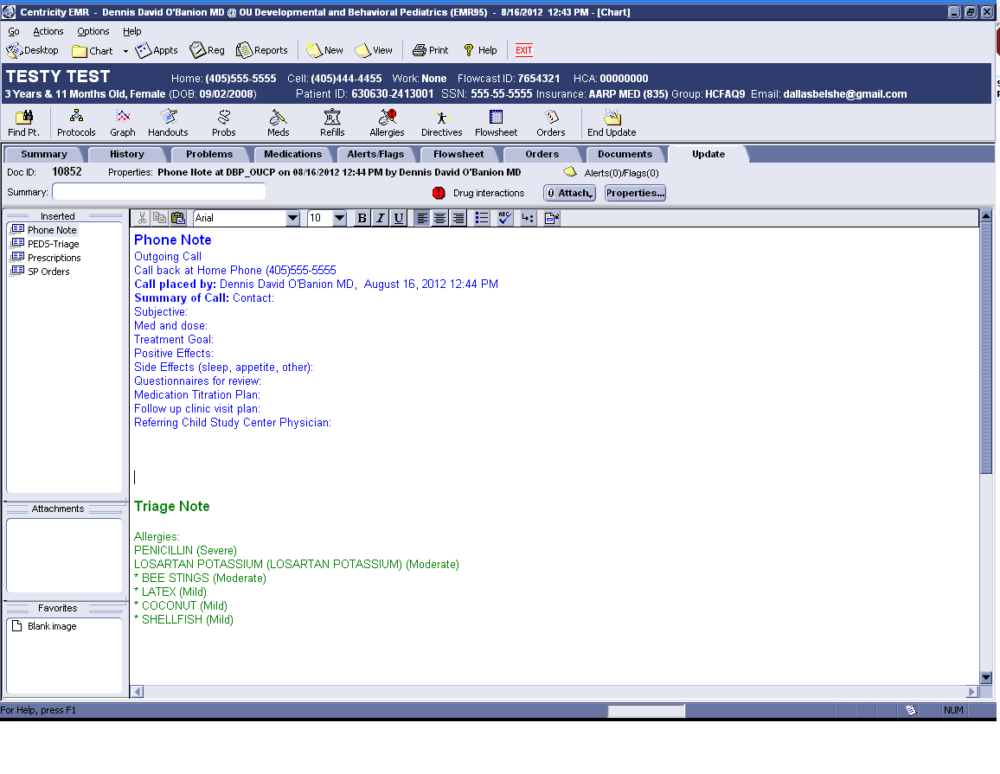 Centricity EMR - Dennis David O'Banion MD @ OU Developmental and Behavioral Pediatrics (EMR95) - 8/16/2012 12:43 PM - [Chart]
Go Actions Options Help
Desktop Chart Appts Reg Reports New View Print Help EXIT
TESTY TEST Home: (405)555-5555 Cell: (405)444-4455 Work: None Flowcast ID: 7654321 HCA: 00000000
3 Years & 11 Months Old, Female (DOB: 09/02/2008) Patient ID: 630630-2413001 SSN: 555-55-5555 Insurance: AARP MED (835) Group: HCFAQ9 Email: dallasbelshe@gmail.com
Find Pt. Protocols Graph Handouts Probs Meds Refills Allergies Directives Flowsheet Orders End Update
Summary History Problems Medications Allerts/Flags Flowsheet Orders Documents Update
Doc ID: 10852 Properties: Phone Note at DBP_OUCP on 08/16/2012 12:44 PM by Dennis David O'Banion MD Alerts(0)/Flags(0)
Summary: Drug interactions Attach Properties...
Inserted
Phone Note
PEDS-Triage
Prescriptions
SP Orders
Attachments
Favorites
Blank image
Arial 10 B I U ABC
Phone Note
Outgoing Call
Call back at Home Phone (405)555-5555
Call placed by: Dennis David O'Banion MD, August 16, 2012 12:44 PM
Summary of Call: Contact:
Subjective:
Med and dose:
Treatment Goal:
Positive Effects:
Side Effects (sleep, appetite, other):
Questionnaires for review:
Medication Titration Plan:
Follow up clinic visit plan:
Referring Child Study Center Physician:
Triage Note
Allergies:
PENICILLIN (Severe)
LOSARTAN POTASSIUM (LOSARTAN POTASSIUM) (Moderate)
* BEE STINGS (Moderate)
* LATEX (Mild)
* COCONUT (Mild)
* SHELLFISH (Mild)
For Help, press F1 NUM